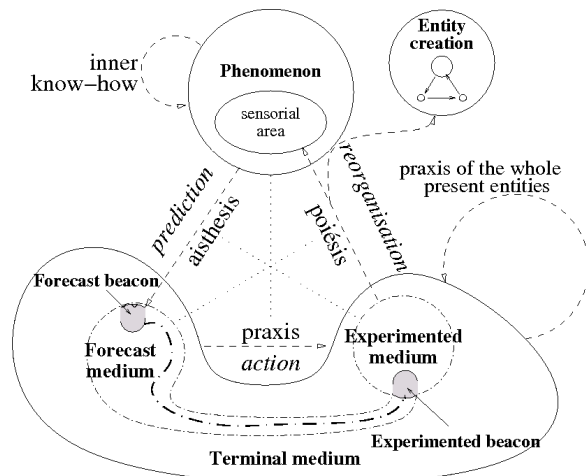 Entity
creation
inner
know–how
Phenomenon
sensorial
area
prediction
aisthesis
poiésis
reorganisation
praxis of the whole
present entities
Forecast beacon
Forecast
medium
praxis
action
Experimented
medium
Experimented beacon
Terminal medium